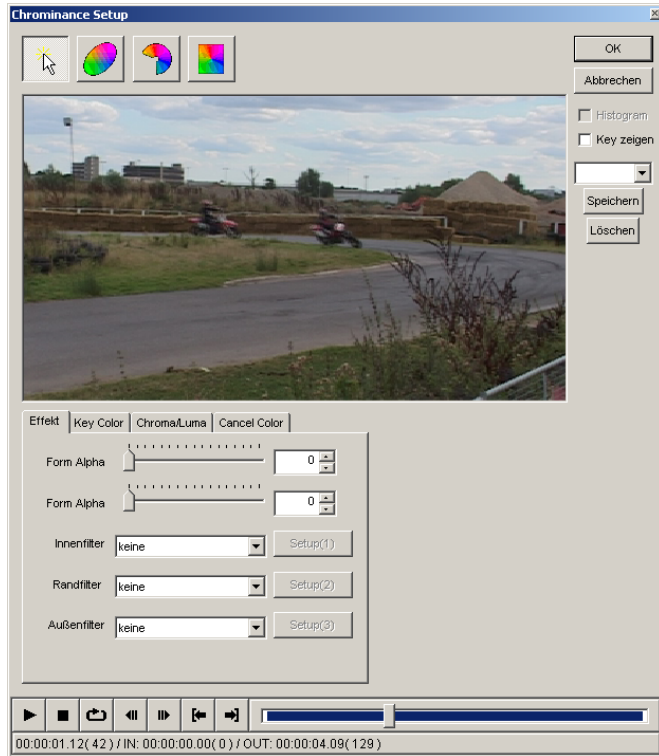 Chrominance Setup
OK
Abbrechen
Histogram
Key zeigen
Speichern
Löschen
Effekt Key Color Chroma/Luma Cancel Color
Form Alpha 0
Form Alpha 0
Innenfilter keine Setup(1)
Randfilter keine Setup(2)
Außenfilter keine Setup(3)
00:00:01.12( 42 ) / IN: 00:00:00.00( 0 ) / OUT: 00:00:04.09( 129 )